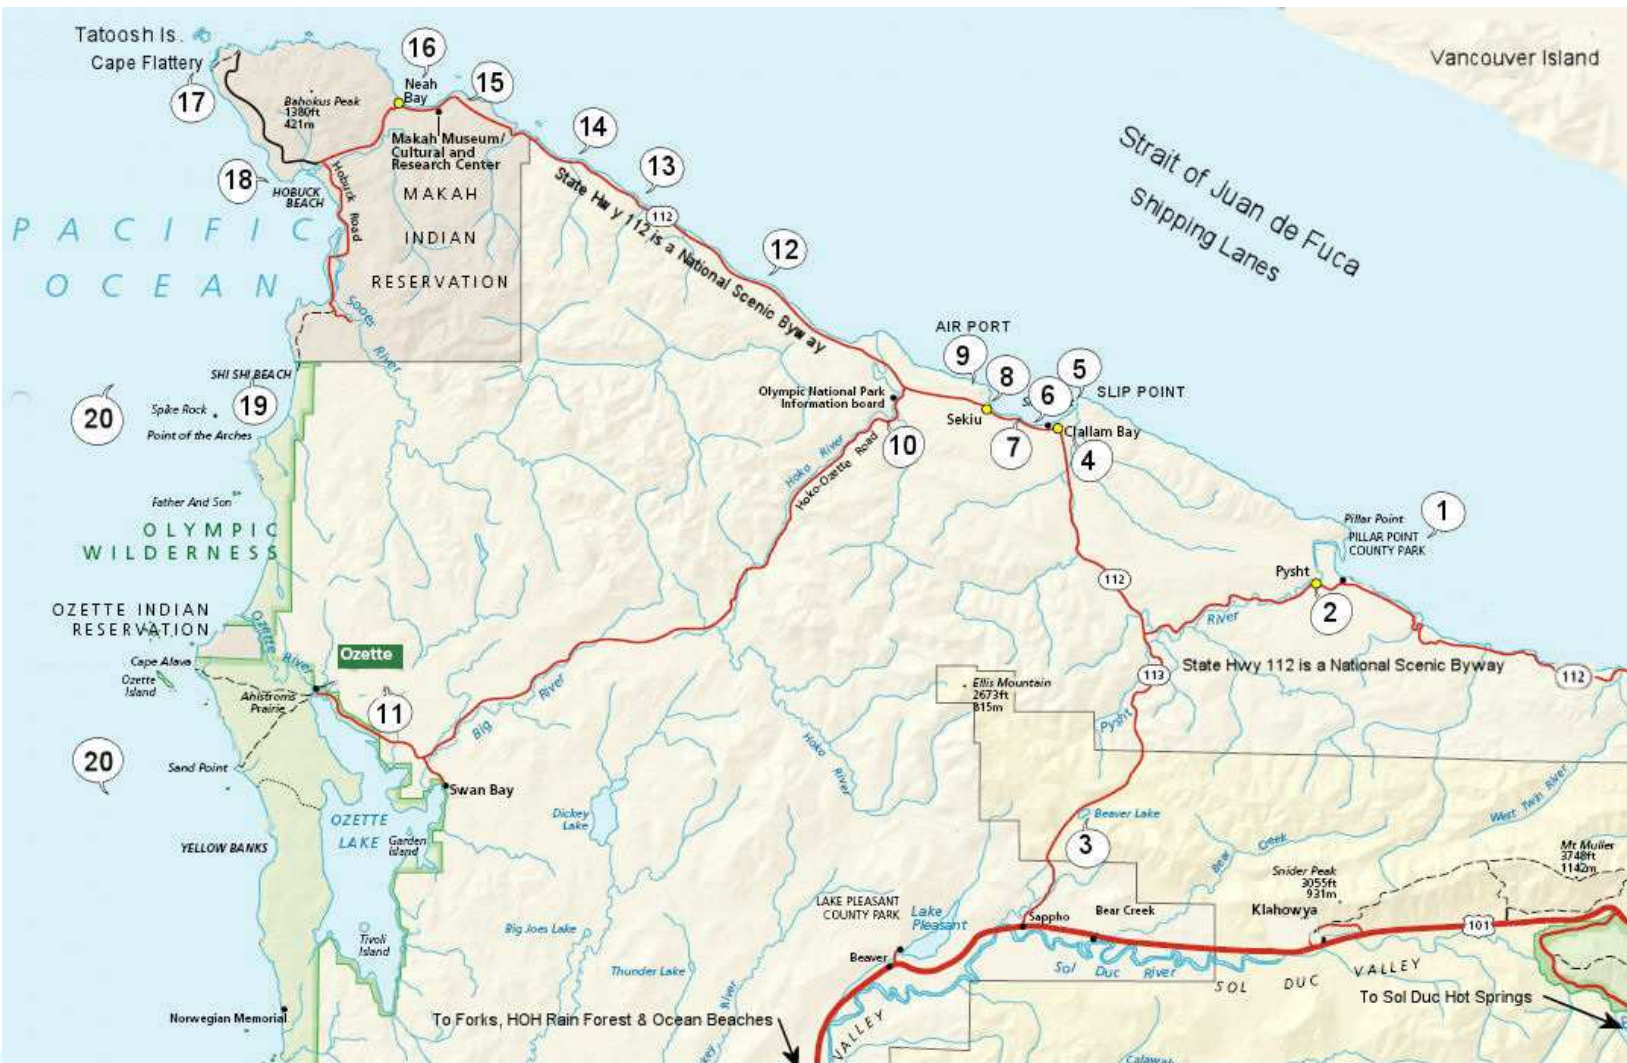 Tatoosh Is.
Cape Flattery
16
Neah
Bay
15
17
Bahokus Peak
1380ft
421m
Makah Museum/
Cultural and
Research Center
14
13
18
HOBUCK
BEACH
Hobuck Road
MAKAH
INDIAN
RESERVATION
State Hwy 112 is a National Scenic Byway
112
12
Vancouver Island
Strait of Juan de Fuca
Shipping Lanes
PACIFIC
OCEAN
Sooes
River
AIR PORT
9
8
5
6
SLIP POINT
SHI SHI BEACH
20
Spike Rock
19
Point of the Arches
Olympic National Park
Information board
Sekiu
7
Clallam Bay
4
10
Hoko River
Hoko-Ozette Road
Father And Son
OLYMPIC
WILDERNESS
1
Pillar Point
PILLAR POINT
COUNTY PARK
Pysht
2
112
River
OZETTE INDIAN
RESERVATION
Ozette
River
Ozette
Cape Alava
Ozette
Island
Ahlstroms
Prairie
11
Big
River
State Hwy 112 is a National Scenic Byway
113
112
Ellis Mountain
2673ft
815m
Pysht
Hoko
River
20
Sand Point
Swan Bay
OZETTE
LAKE
Garden
Island
YELLOW BANKS
Dickey
Lake
Beaver Lake
3
West Twin River
Bear
Creek
Mt Muller
3748ft
1142m
Snider Peak
3055ft
931m
Klahowya
101
LAKE PLEASANT
COUNTY PARK
Lake
Pleasant
Sappho
Bear Creek
Beaver
Big Joes Lake
Tivoli
Island
Thunder Lake
Sol Duc River
SOL DUC VALLEY
To Sol Duc Hot Springs
Norwegian Memorial
To Forks, HOH Rain Forest & Ocean Beaches
River
VALLEY